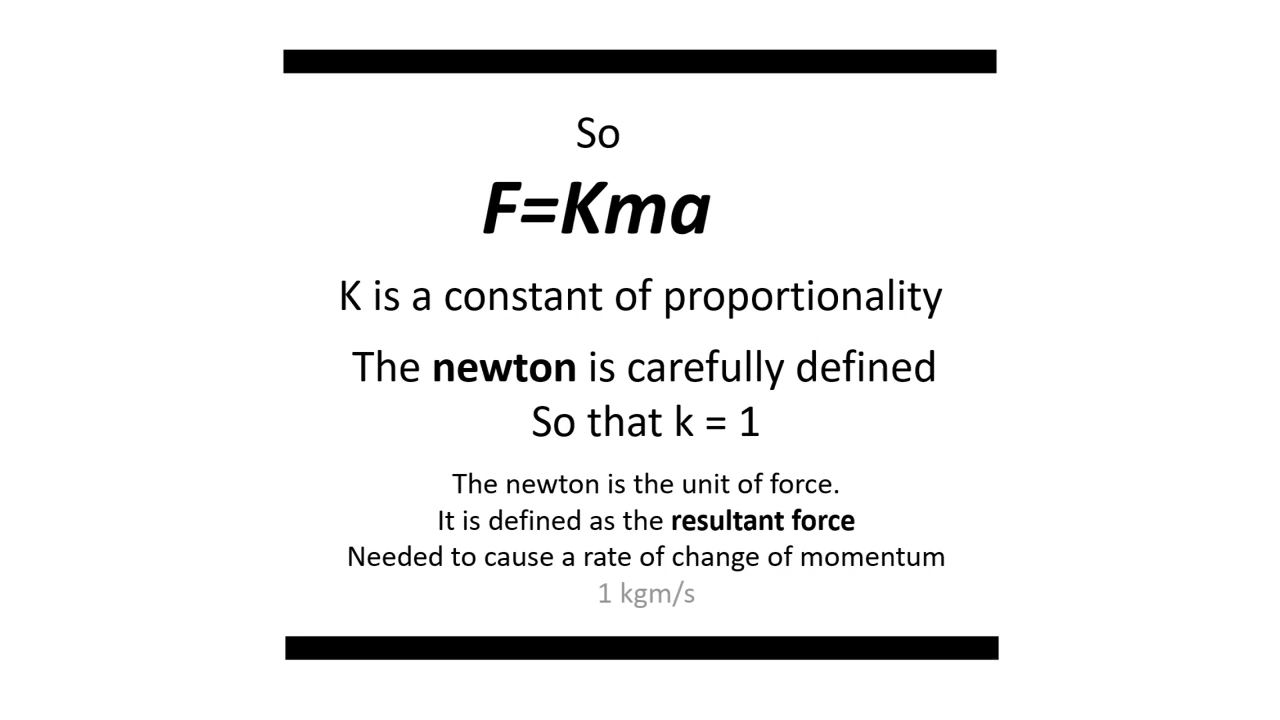 So
F=Kma
K is a constant of proportionality
The newton is carefully defined
So that k = 1
The newton is the unit of force.
It is defined as the resultant force
Needed to cause a rate of change of momentum
1 kgm/s